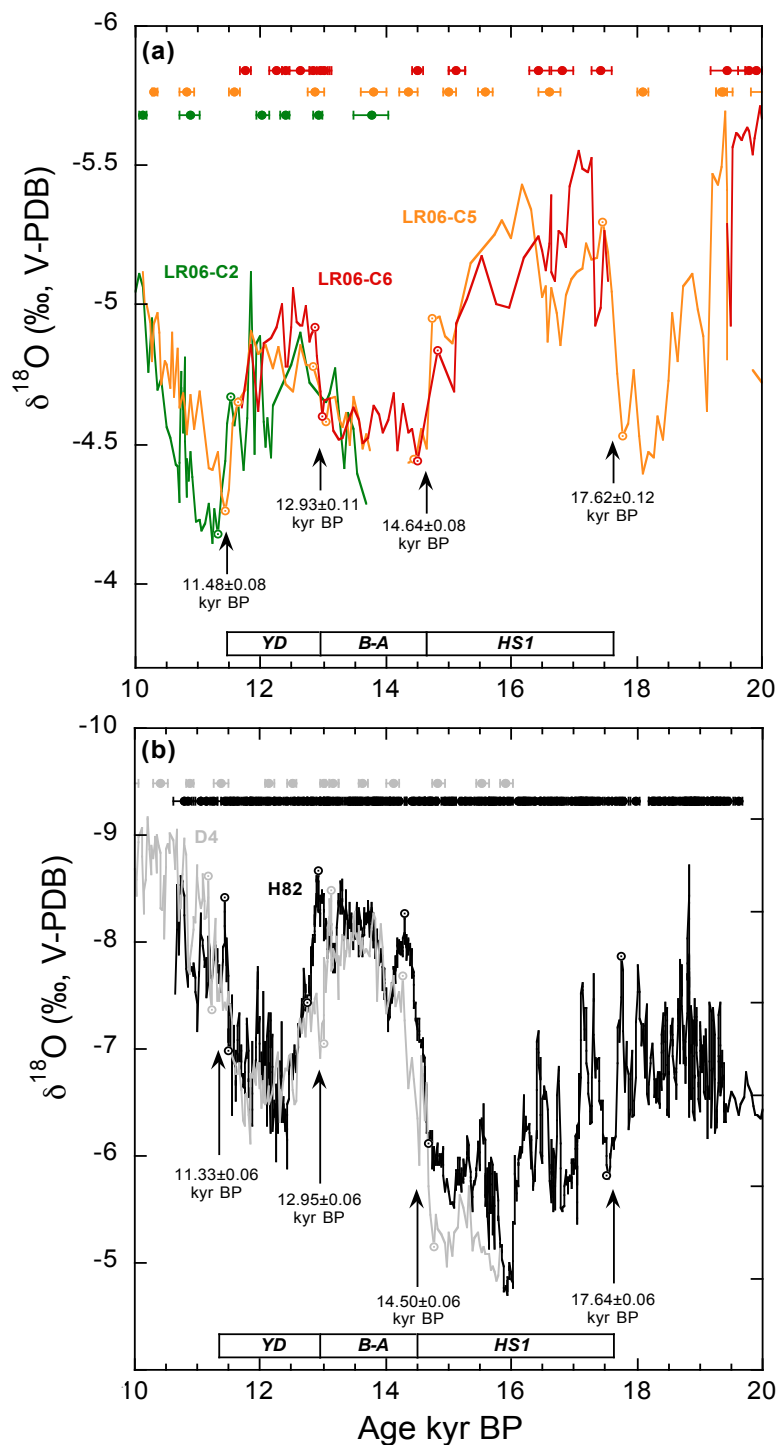 (a)
-6
-5.5
-5
-4.5
-4
δ18O (‰, V-PDB)
LR06-C5
LR06-C2
LR06-C6
12.93±0.11
kyr BP
14.64±0.08
kyr BP
17.62±0.12
kyr BP
11.48±0.08
kyr BP
YD B-A HS1
10 12 14 16 18 20
(b)
-10
-9
-8
-7
-6
-5
-4
δ18O (‰, V-PDB)
D4
H82
11.33±0.06
kyr BP
12.95±0.06
kyr BP
14.50±0.06
kyr BP
17.64±0.06
kyr BP
YD B-A HS1
10 12 14 16 18 20
Age kyr BP